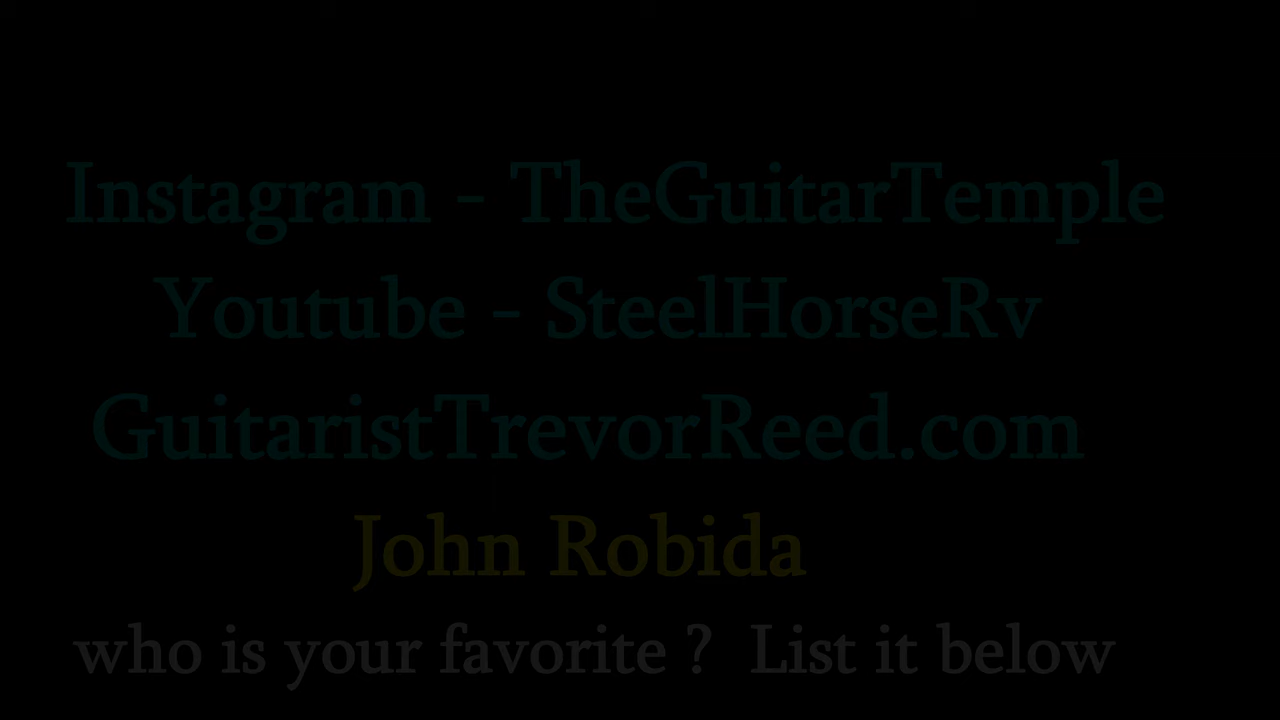 Instagram - TheGuitarTemple
Youtube - SteelHorseRv
GuitaristTrevorReed.com
John Robida
who is your favorite ? List it below